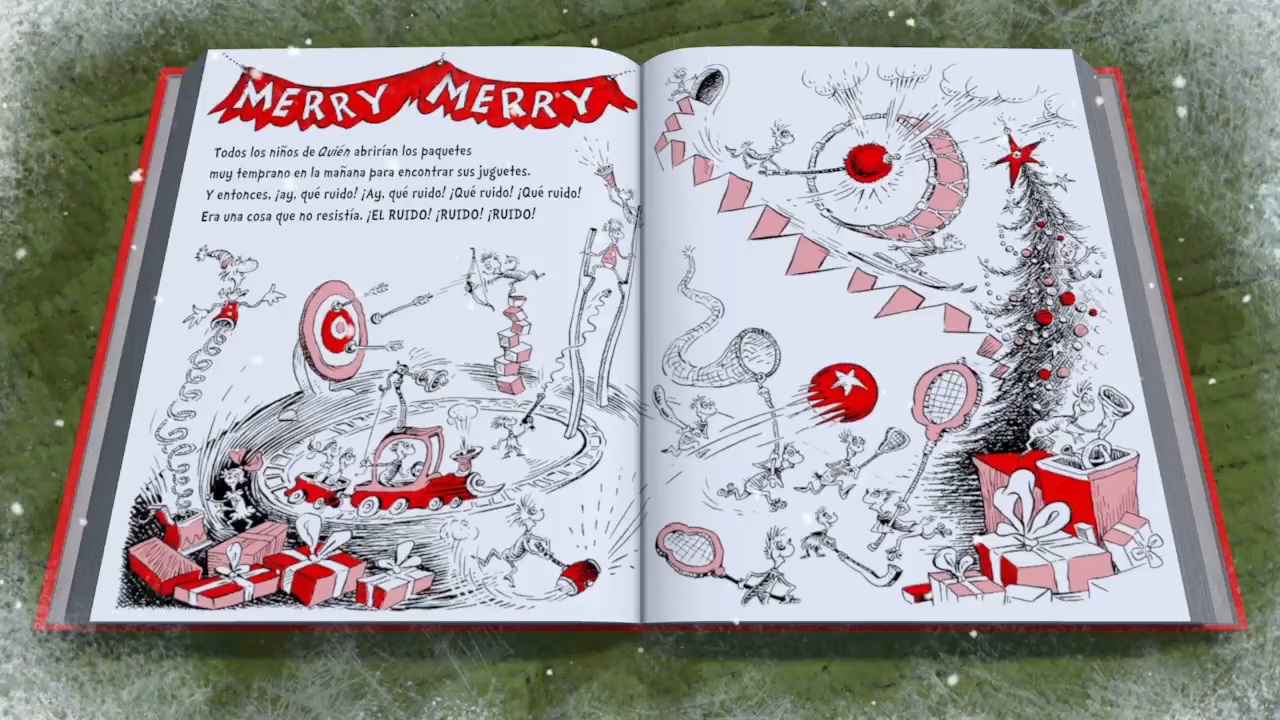 MERRY MERRY
Todos los niños de Quién abrirían los paquetes
muy temprano en la mañana para encontrar sus juguetes.
Y entonces, ¡ay, qué ruido! ¡Ay, qué ruido! ¡Qué ruido! ¡Qué ruido!
Era una cosa que no resistía, ¡EL RUIDO! ¡RUIDO! ¡RUIDO!